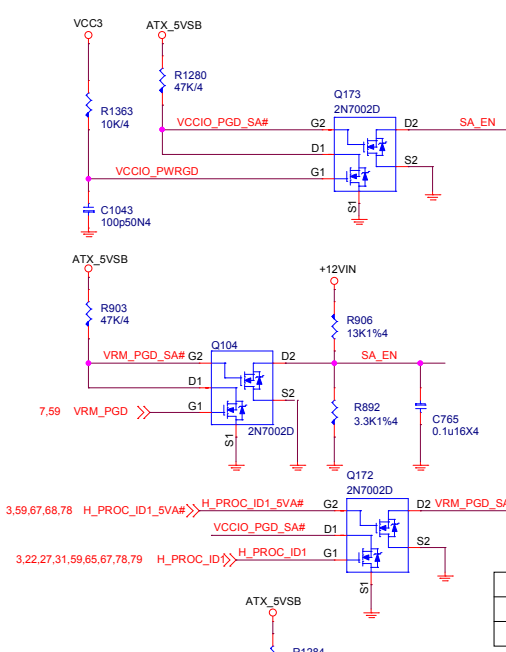 VCC3
ATX_5VSB
R1280
47K/4
R1363
10K/4
Q173
2N7002D
VCCIO_PGD_SA#
G2
D2
SA_EN
D1
S2
VCCIO_PWRGD
G1
S1
C1043
100p50N4
ATX_5VSB
+12VIN
R903
47K/4
R906
13K1%4
Q104
VRM_PGD_SA#
G2
D2
SA_EN
D1
S2
7,59
VRM_PGD
G1
2N7002D
S1
R892
3.3K1%4
C765
0.1u16X4
Q172
2N7002D
3,59,67,68,78
H_PROC_ID1_5VA#
H_PROC_ID1_5VA#
G2
D2
VRM_PGD_SA
VCCIO_PGD_SA#
D1
S2
3,22,27,31,59,65,67,78,79
H_PROC_ID1
H_PROC_ID1
G1
S1
ATX_5VSB
R1284